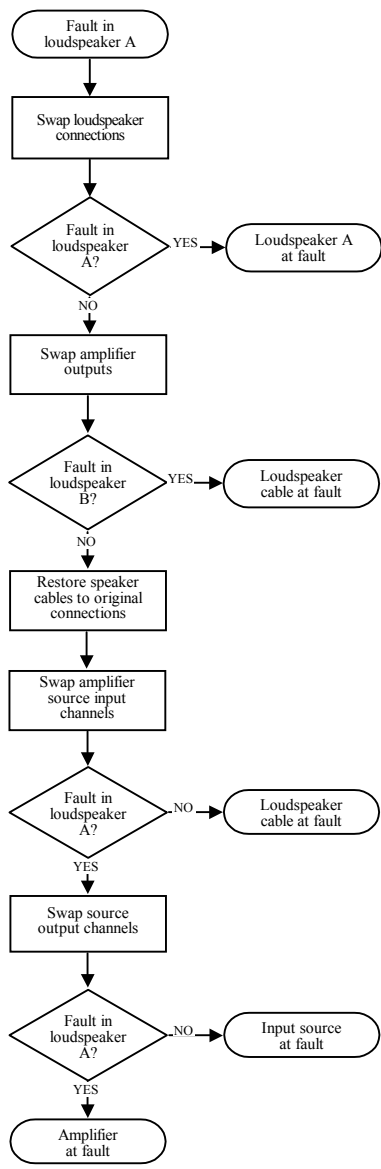 Fault in
loudspeaker A
Swap loudspeaker
connections
Fault in
loudspeaker
A?
YES
Loudspeaker A
at fault
NO
Swap amplifier
outputs
Fault in
loudspeaker
B?
YES
Loudspeaker
cable at fault
NO
Restore speaker
cables to original
connections
Swap amplifier
source input
channels
Fault in
loudspeaker
A?
NO
Loudspeaker
cable at fault
YES
Swap source
output channels
Fault in
loudspeaker
A?
NO
Input source
at fault
YES
Amplifier
at fault